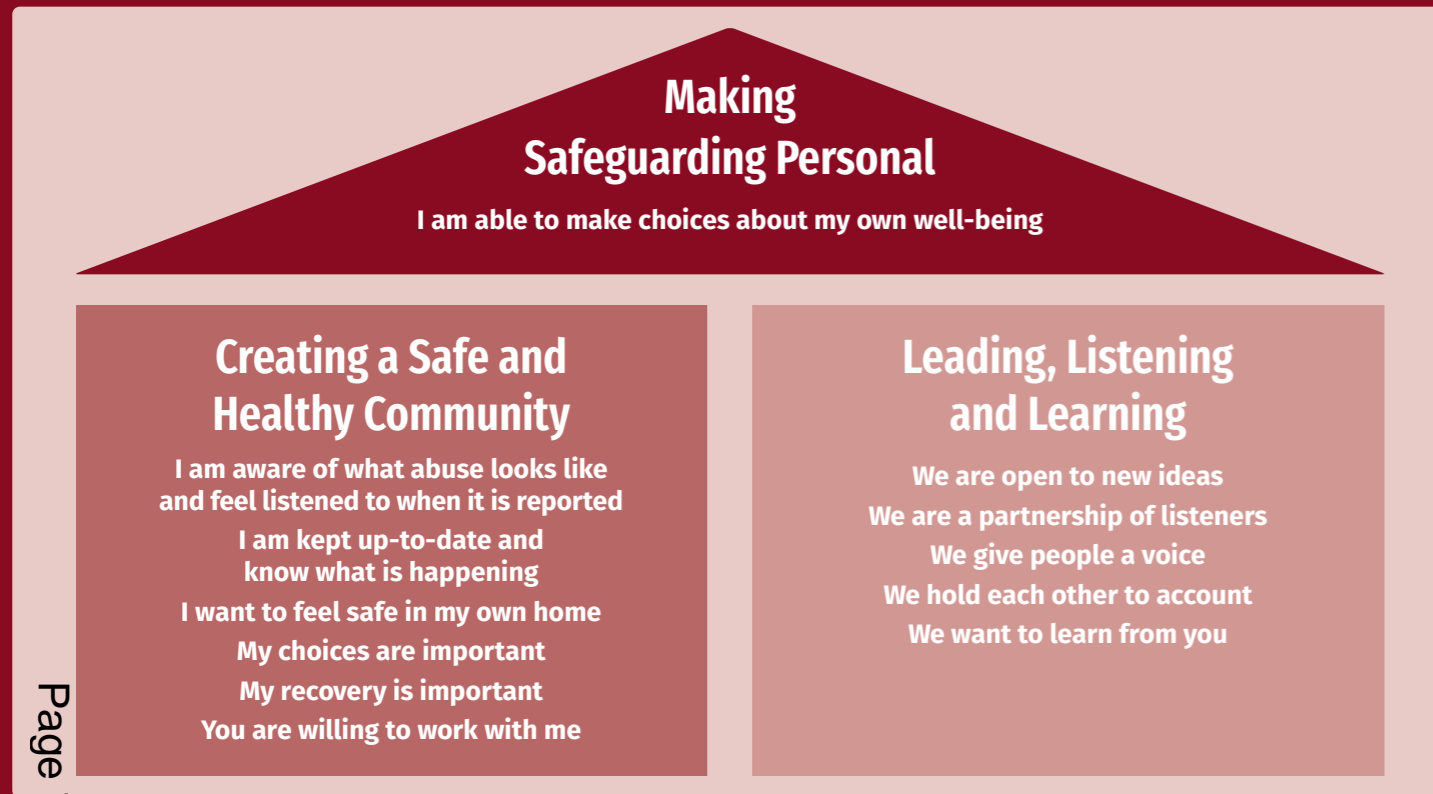 Making
Safeguarding Personal
I am able to make choices about my own well-being
Creating a Safe and
Healthy Community
I am aware of what abuse looks like
and feel listened to when it is reported
I am kept up-to-date and
know what is happening
I want to feel safe in my own home
My choices are important
My recovery is important
You are willing to work with me
Leading, Listening
and Learning
We are open to new ideas
We are a partnership of listeners
We give people a voice
We hold each other to account
We want to learn from you
Page